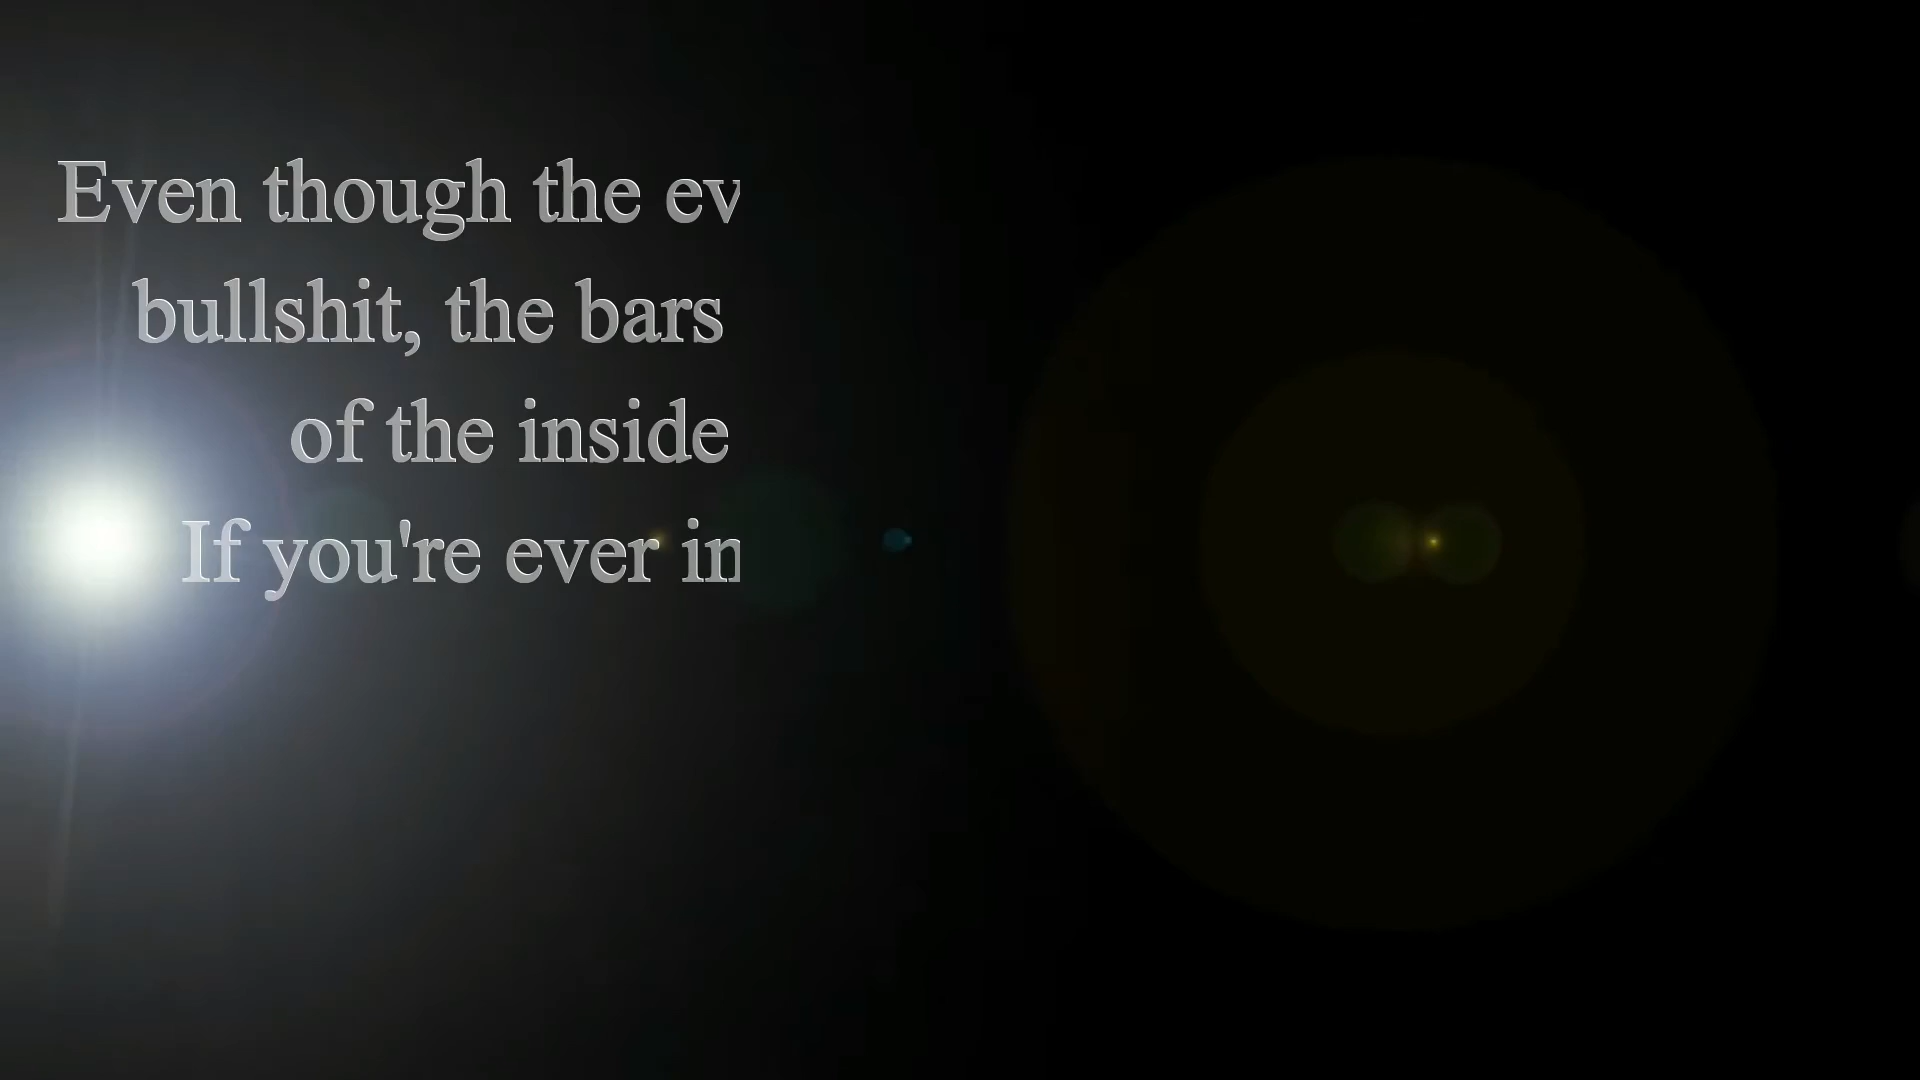 Even though the ev
bullshit, the bars
of the inside
If you're ever in